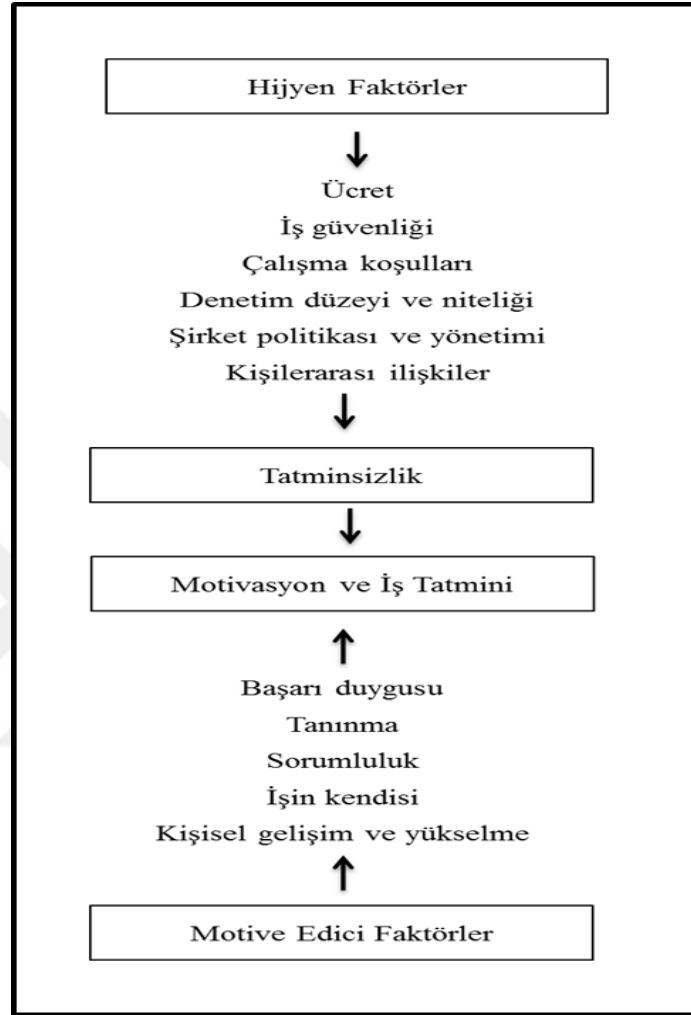 Hijyen Faktörler
Ücret
İş güvenliği
Çalışma koşulları
Denetim düzeyi ve niteliği
Şirket politikası ve yönetimi
Kişilerarası ilişkiler
Tatminsizlik
Motivasyon ve İş Tatmini
Başarı duygusu
Tanınma
Sorumluluk
İşin kendisi
Kişisel gelişim ve yükselme
Motive Edici Faktörler